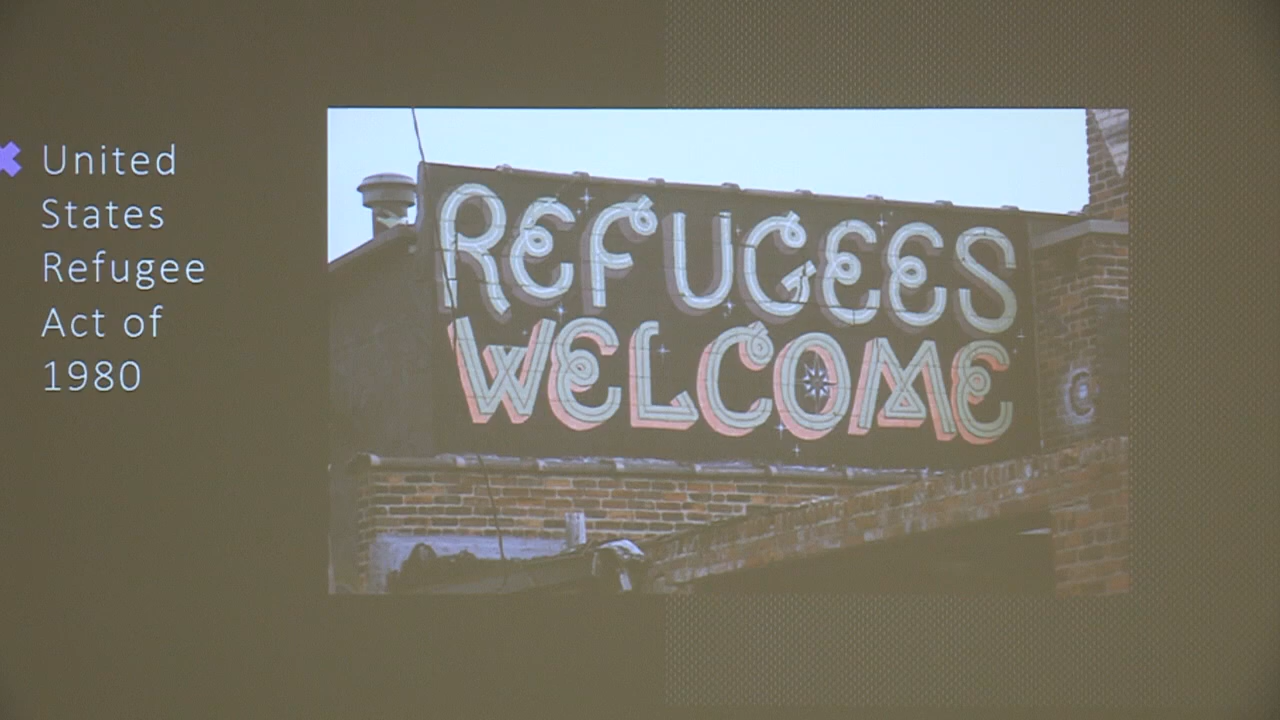 United
States
Refugee
Act of
1980
REFUGEES
WELCOME